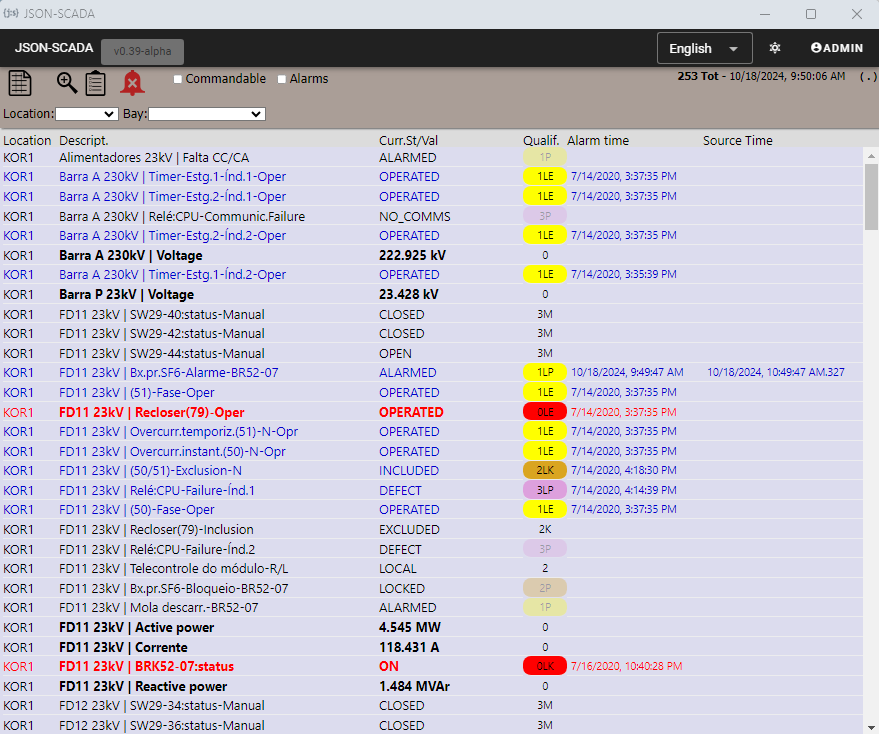 JSON-SCADA
JSON-SCADA v0.39-alpha English ADMIN
Commandable Alarms 253 Tot - 10/18/2024, 9:50:06 AM (.)
Location: Bay:
Location Descript. Curr.St/Val Qualif. Alarm time Source Time
KOR1 Alimentadores 23kV | Falta CC/CA ALARMED 1P
KOR1 Barra A 230kV | Timer-Estg.1-Índ.1-Oper OPERATED 1LE 7/14/2020, 3:37:35 PM
KOR1 Barra A 230kV | Timer-Estg.2-Índ.1-Oper OPERATED 1LE 7/14/2020, 3:37:35 PM
KOR1 Barra A 230kV | Relé:CPU-Communic.Failure NO_COMMS 3P
KOR1 Barra A 230kV | Timer-Estg.2-Índ.2-Oper OPERATED 1LE 7/14/2020, 3:37:35 PM
KOR1 Barra A 230kV | Voltage 222.925 kV 0
KOR1 Barra A 230kV | Timer-Estg.1-Índ.2-Oper OPERATED 1LE 7/14/2020, 3:35:39 PM
KOR1 Barra P 23kV | Voltage 23.428 kV 0
KOR1 FD11 23kV | SW29-40:status-Manual CLOSED 3M
KOR1 FD11 23kV | SW29-42:status-Manual CLOSED 3M
KOR1 FD11 23kV | SW29-44:status-Manual OPEN 3M
KOR1 FD11 23kV | Bx.pr.SF6-Alarme-BR52-07 ALARMED 1LP 10/18/2024, 9:49:47 AM 10/18/2024, 10:49:47 AM.327
KOR1 FD11 23kV | (51)-Fase-Oper OPERATED 1LE 7/14/2020, 3:37:35 PM
KOR1 FD11 23kV | Recloser(79)-Oper OPERATED 0LE 7/14/2020, 3:37:35 PM
KOR1 FD11 23kV | Overcurr.temporiz.(51)-N-Opr OPERATED 1LE 7/14/2020, 3:37:35 PM
KOR1 FD11 23kV | Overcurr.instant.(50)-N-Opr OPERATED 1LE 7/14/2020, 3:37:35 PM
KOR1 FD11 23kV | (50/51)-Exclusion-N INCLUDED 2LK 7/14/2020, 4:18:30 PM
KOR1 FD11 23kV | Relé:CPU-Failure-Índ.1 DEFECT 3LP 7/14/2020, 4:14:39 PM
KOR1 FD11 23kV | (50)-Fase-Oper OPERATED 1LE 7/14/2020, 3:37:35 PM
KOR1 FD11 23kV | Recloser(79)-Inclusion EXCLUDED 2K
KOR1 FD11 23kV | Relé:CPU-Failure-Índ.2 DEFECT 3P
KOR1 FD11 23kV | Telecontrole do módulo-R/L LOCAL 2
KOR1 FD11 23kV | Bx.pr.SF6-Bloqueio-BR52-07 LOCKED 2P
KOR1 FD11 23kV | Mola descarr.-BR52-07 ALARMED 1P
KOR1 FD11 23kV | Active power 4.545 MW 0
KOR1 FD11 23kV | Corrente 118.431 A 0
KOR1 FD11 23kV | BRK52-07:status ON 0LK 7/16/2020, 10:40:28 PM
KOR1 FD11 23kV | Reactive power 1.484 MVAr 0
KOR1 FD12 23kV | SW29-34:status-Manual CLOSED 3M
KOR1 FD12 23kV | SW29-36:status-Manual CLOSED 3M